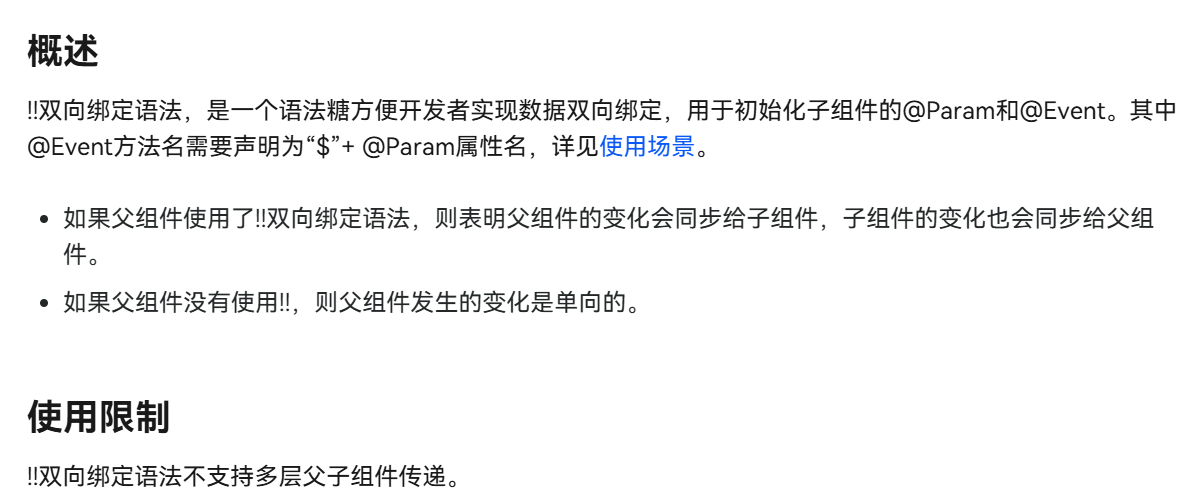 概述
!!双向绑定语法，是一个语法糖方便开发者实现数据双向绑定，用于初始化子组件的@Param和@Event。其中
@Event方法名需要声明为“$”+ @Param属性名，详见使用场景。
• 如果父组件使用了!!双向绑定语法，则表明父组件的变化会同步给子组件，子组件的变化也会同步给父组
件。
• 如果父组件没有使用!!，则父组件发生的变化是单向的。
使用限制
!!双向绑定语法不支持多层父子组件传递。